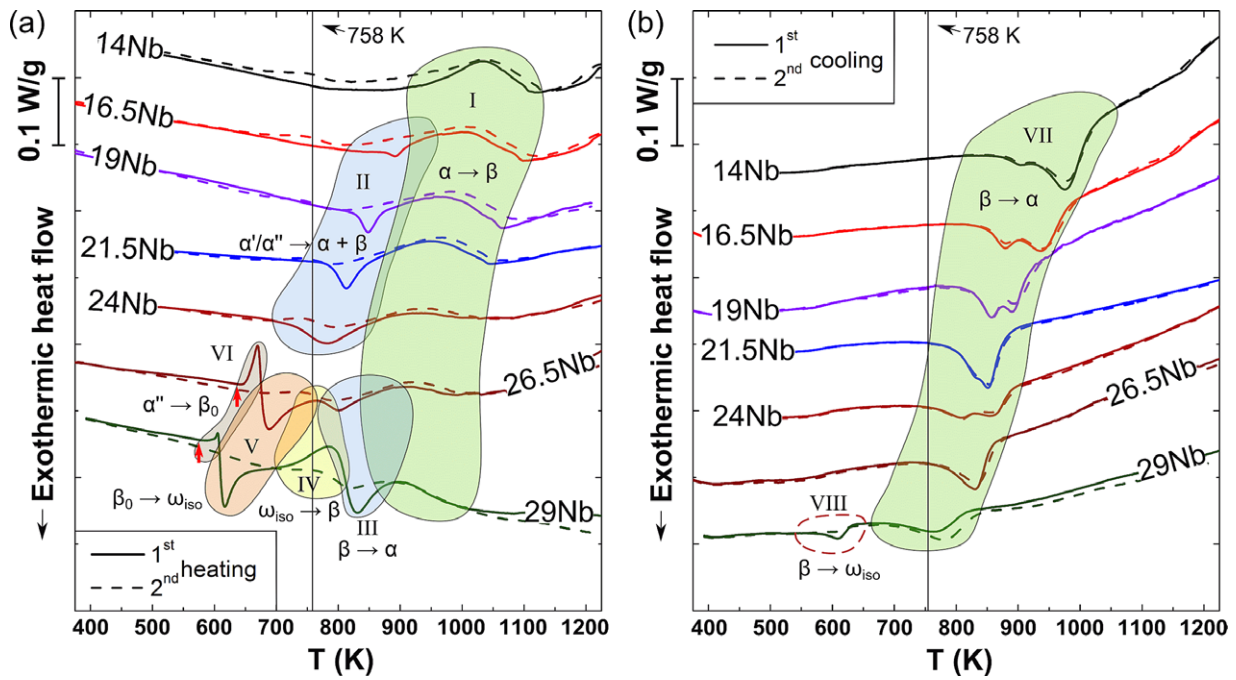 (a)
758 K
14Nb
0.1 W/g
I
16.5Nb
19Nb
II
α → β
α'/α'' → α + β
21.5Nb
24Nb
VI
26.5Nb
α'' → β₀
V
IV
β₀ → ω_iso
ω_iso → β
III
29Nb
β → α
← Exothermic heat flow
1st
2nd heating
400 500 600 700 800 900 1000 1100 1200
T (K)
(b)
1st
2nd cooling
758 K
0.1 W/g
VII
14Nb
β → α
16.5Nb
19Nb
21.5Nb
24Nb
26.5Nb
29Nb
VIII
β → ω_iso
← Exothermic heat flow
400 500 600 700 800 900 1000 1100 1200
T (K)